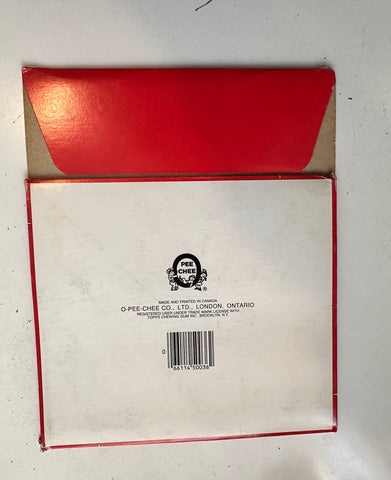 PEE
CHEE
®
MADE AND PRINTED IN CANADA
O-PEE-CHEE CO., LTD., LONDON, ONTARIO
REGISTERED USER UNDER TRADE MARK LICENSE WITH
TOPPS CHEWING GUM INC. BROOKLYN, N.Y.
0
66114 50036